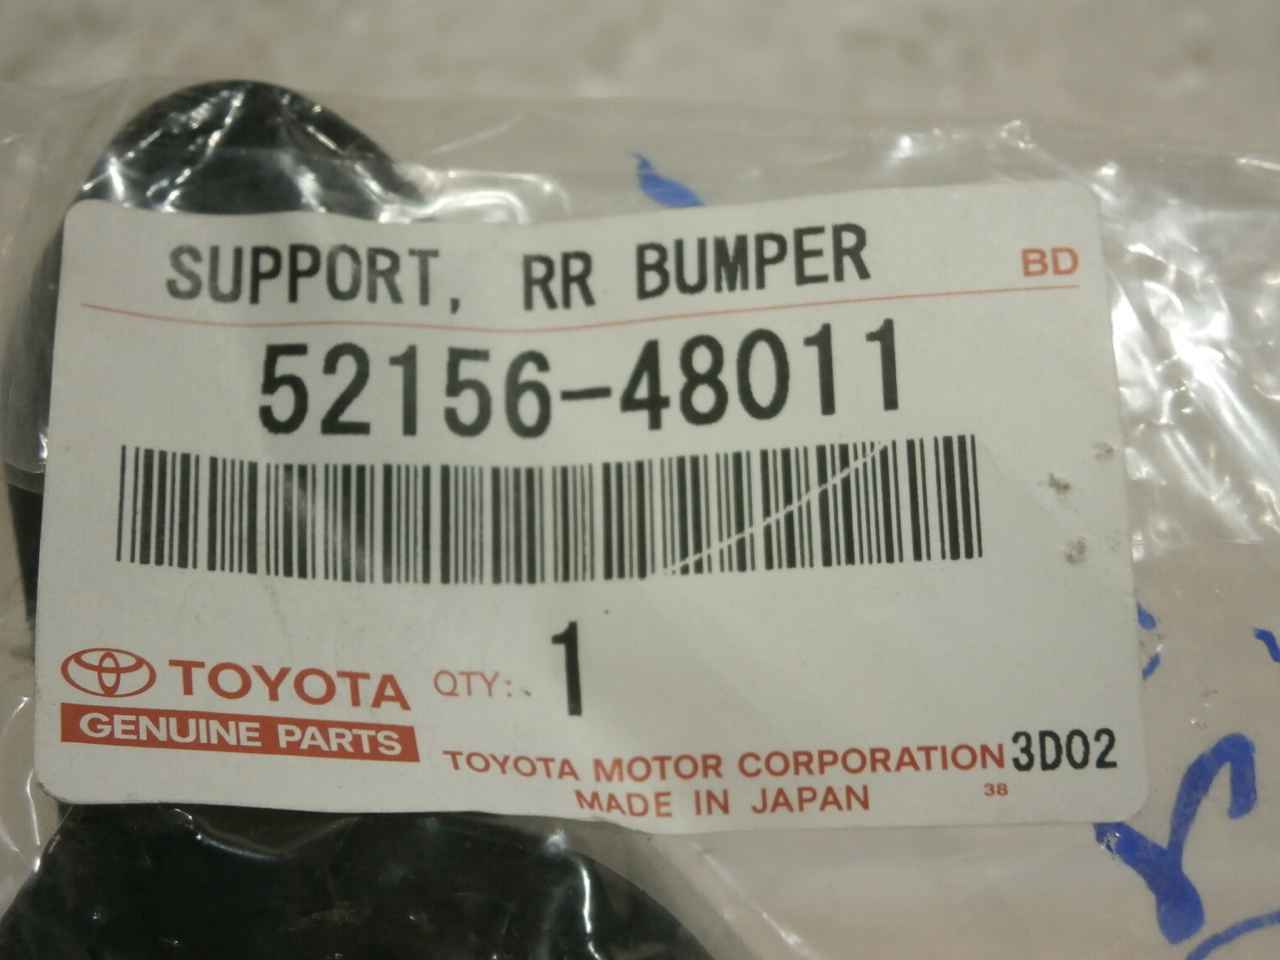 SUPPORT, RR BUMPER
BD
52156-48011
1
TOYOTA QTY:
GENUINE PARTS
TOYOTA MOTOR CORPORATION 3D02
MADE IN JAPAN 38